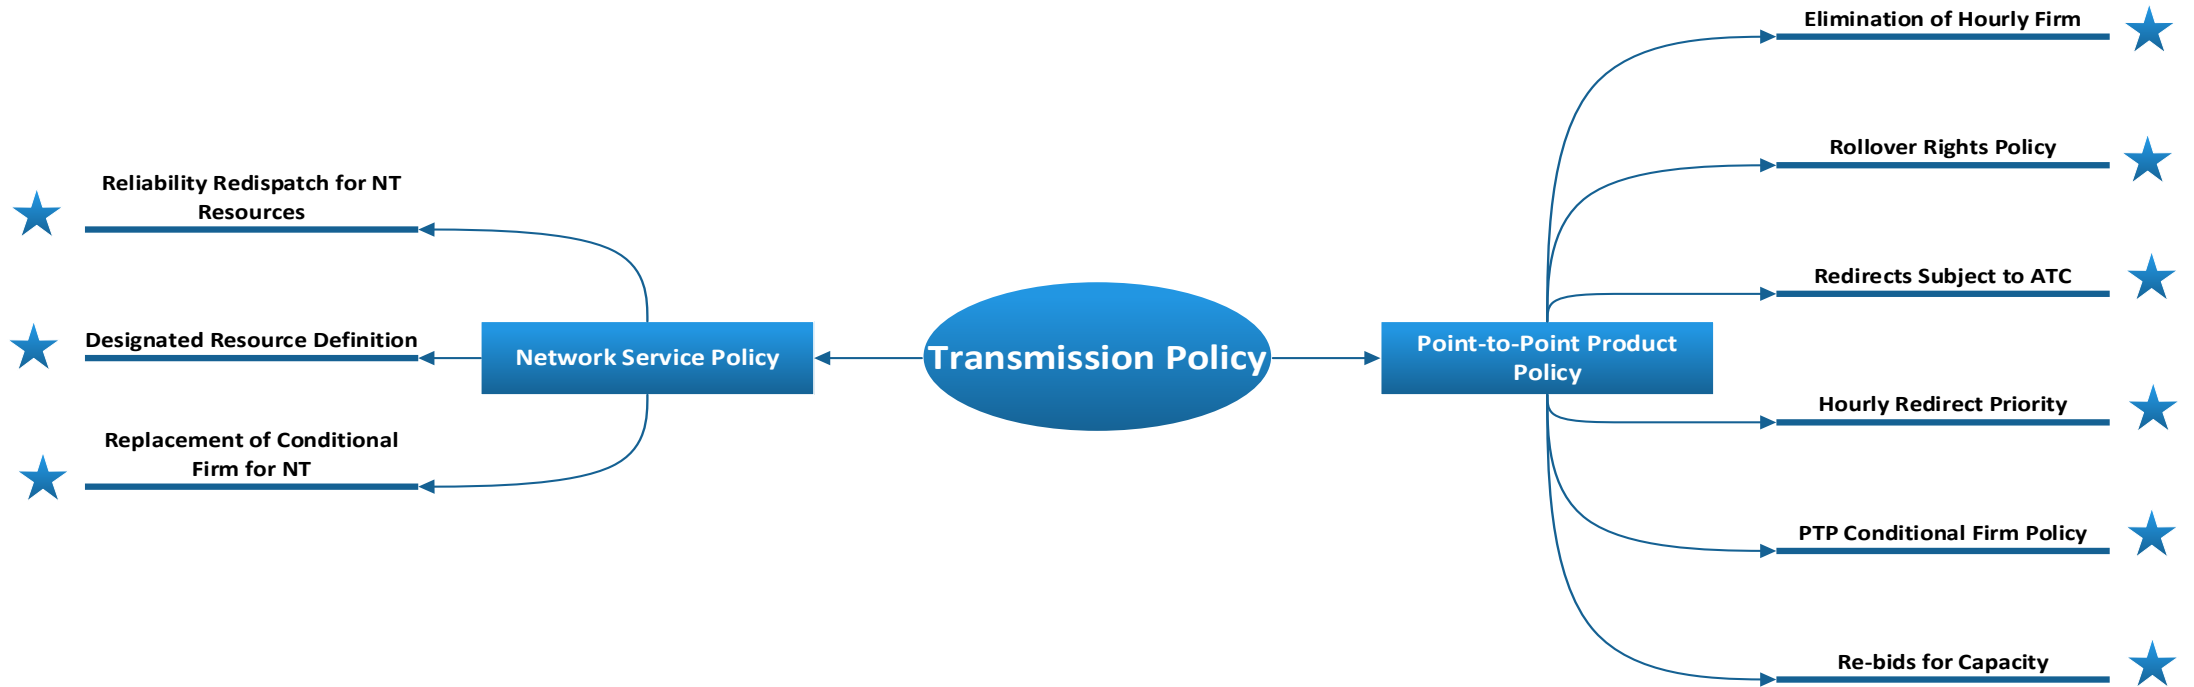 Reliability Redispatch for NT
Resources
Designated Resource Definition
Replacement of Conditional
Firm for NT
Network Service Policy
Transmission Policy
Point-to-Point Product
Policy
Elimination of Hourly Firm
Rollover Rights Policy
Redirects Subject to ATC
Hourly Redirect Priority
PTP Conditional Firm Policy
Re-bids for Capacity